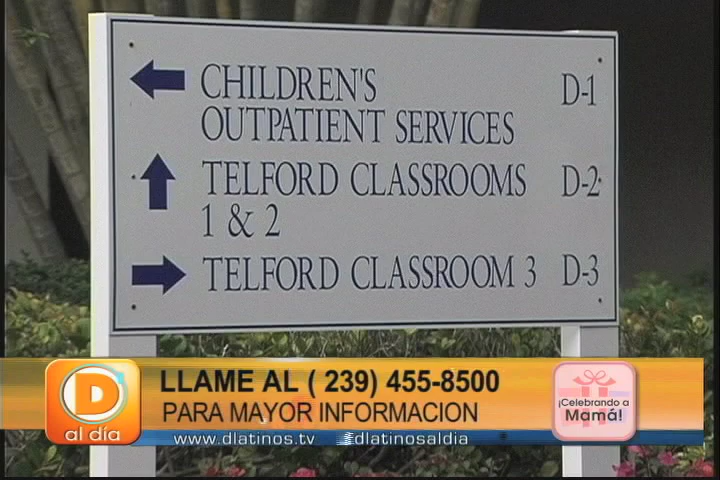 CHILDREN'S D-1
OUTPATIENT SERVICES
TELFORD CLASSROOMS D-2
1 & 2
TELFORD CLASSROOM 3 D-3
D
al día
LLAME AL ( 239) 455-8500
PARA MAYOR INFORMACION
www.dlatinos.tv dlatinosaldia
¡Celebrando a
Mamá!